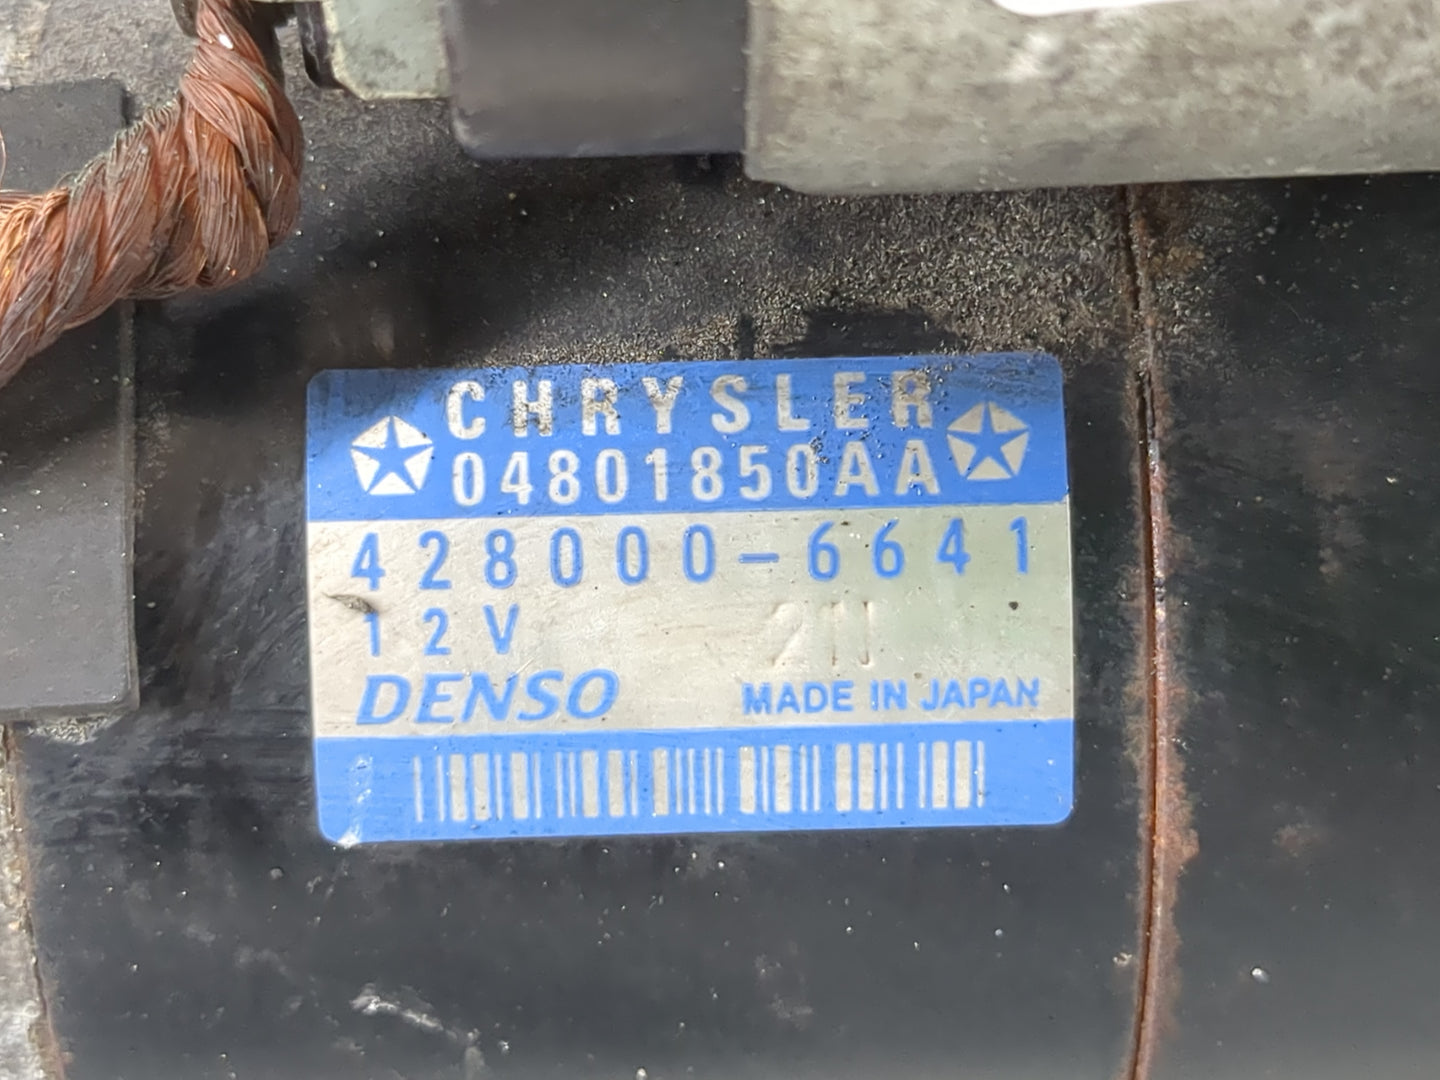 CHRYSLER
04801850AA
428000-6641
12V
DENSO MADE IN JAPAN